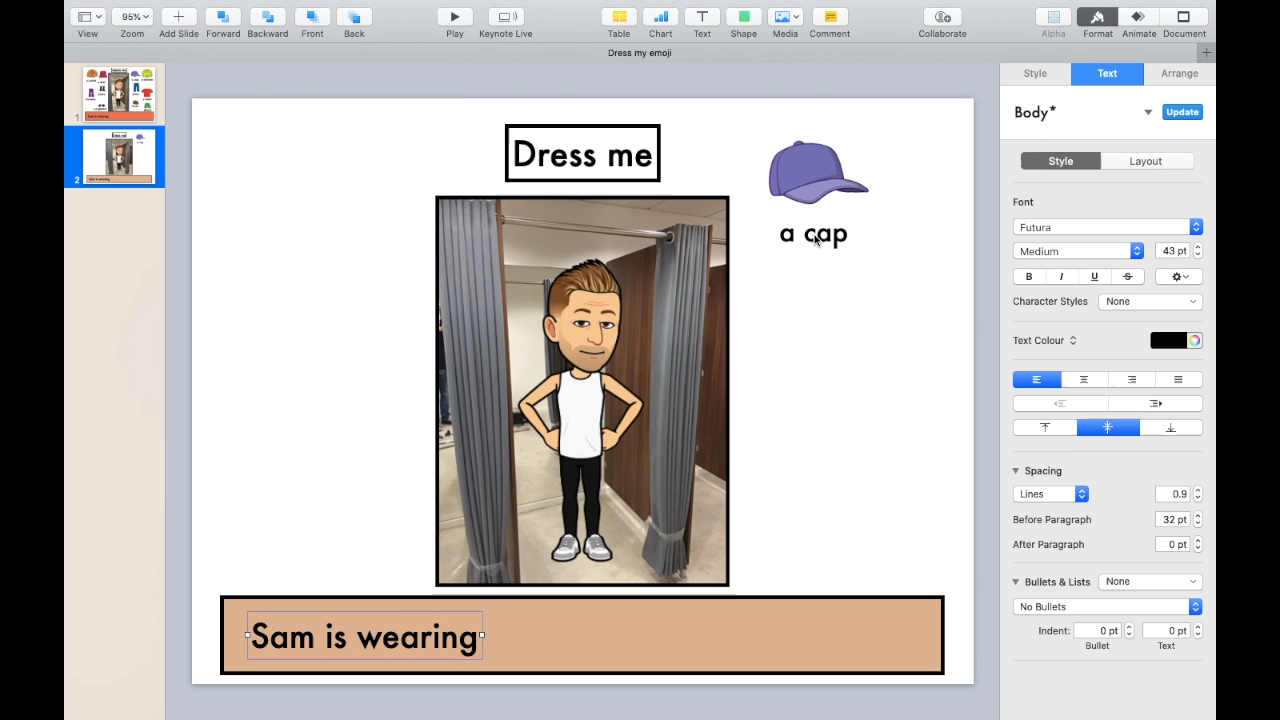 View
95%
Zoom
Add Slide
Forward
Backward
Front
Back
Play
Keynote Live
Table
Chart
Text
Shape
Media
Comment
Collaborate
Alpha
Format
Animate
Document
Dress my emoji
Style
Text
Arrange
1
2
Body*
Update
Style
Layout
Font
Futura
Medium
43 pt
B I U S
Character Styles
None
Text Colour
Spacing
Lines
0.9
Before Paragraph
32 pt
After Paragraph
0 pt
Bullets & Lists
None
No Bullets
Indent:
0 pt
0 pt
Bullet
Text
Dress me
a cap
Sam is wearing